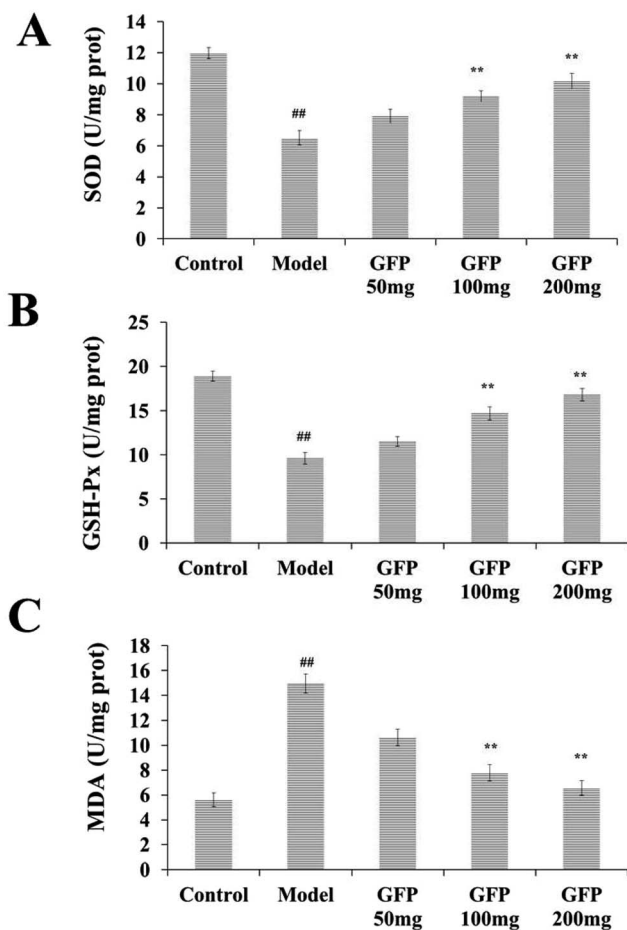 A
SOD (U/mg prot)
14
12
10
8
6
4
2
0
##
**
**
Control Model GFP GFP GFP
50mg 100mg 200mg
B
GSH-Px (U/mg prot)
25
20
15
10
5
0
##
**
**
Control Model GFP GFP GFP
50mg 100mg 200mg
C
MDA (U/mg prot)
18
16
14
12
10
8
6
4
2
0
##
**
**
Control Model GFP GFP GFP
50mg 100mg 200mg